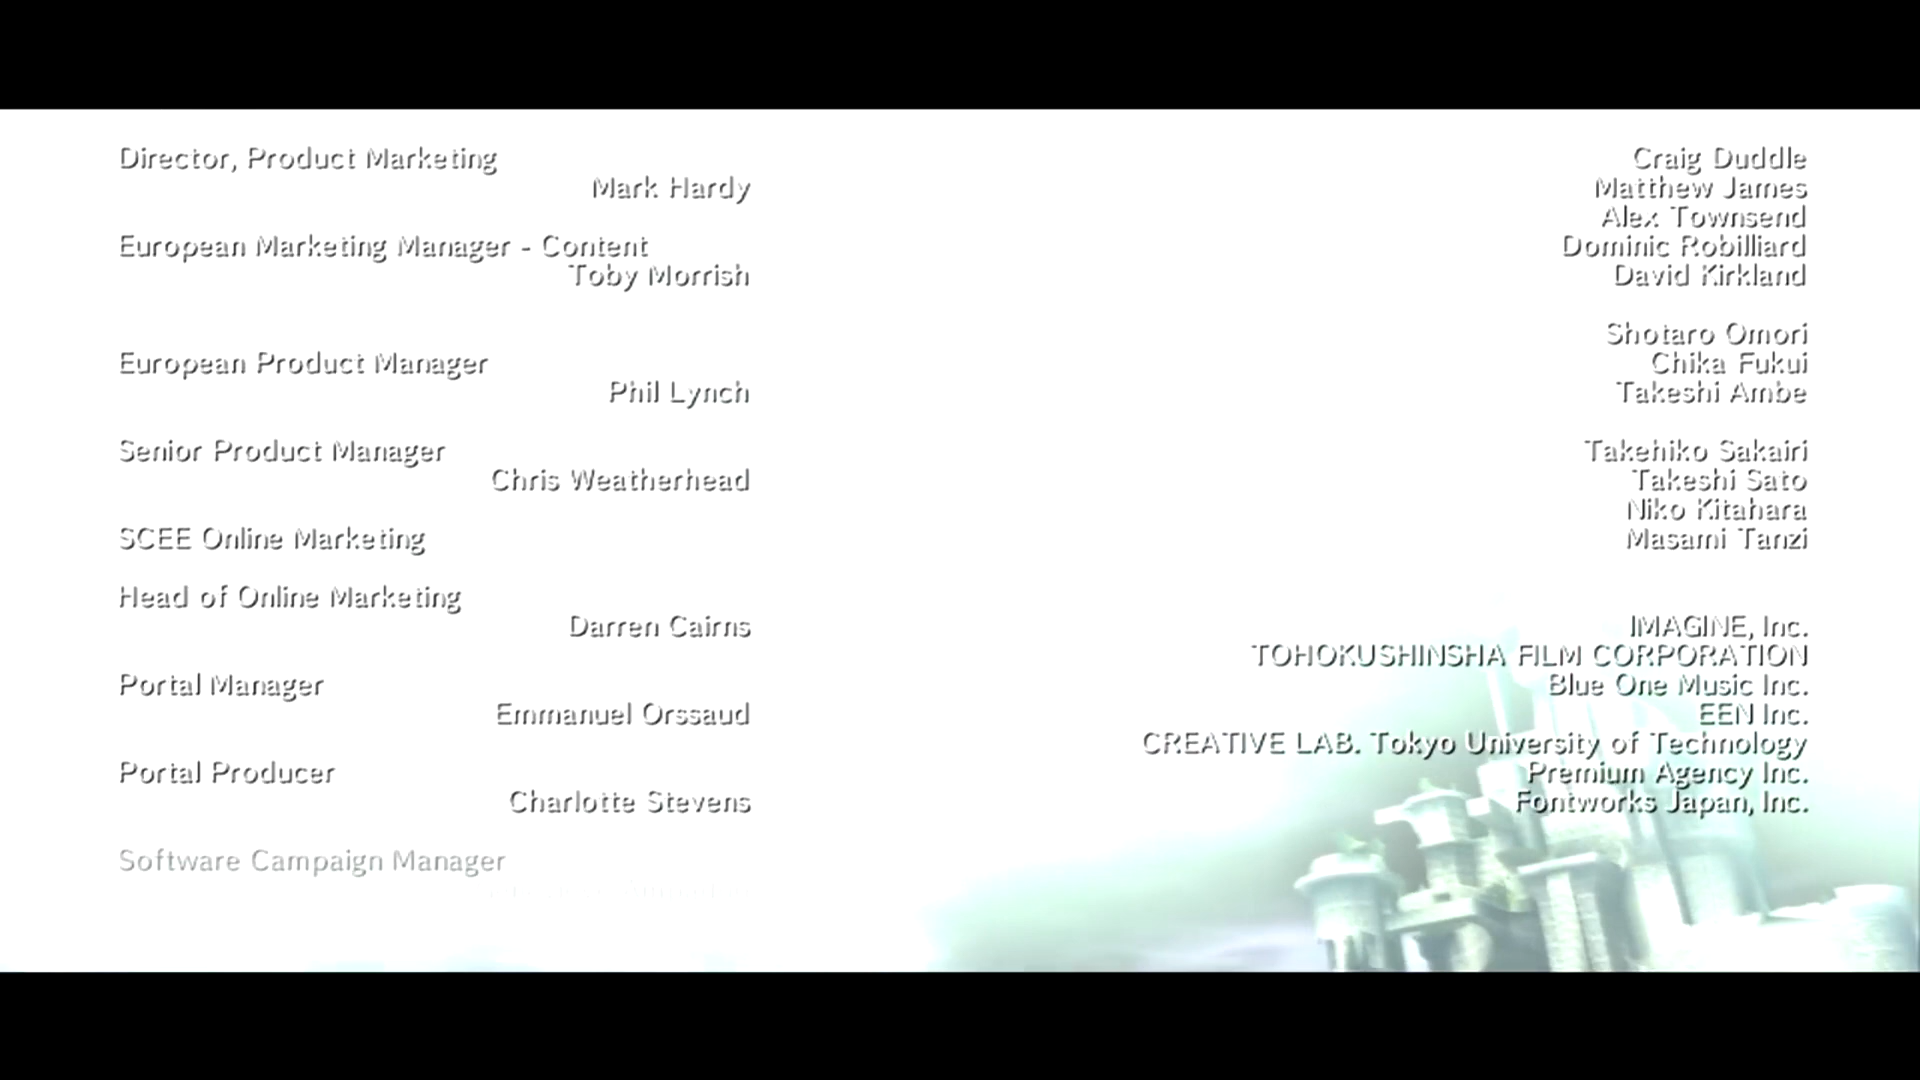 Director, Product Marketing
Mark Hardy
European Marketing Manager - Content
Toby Morrish
European Product Manager
Phil Lynch
Senior Product Manager
Chris Weatherhead
SCEE Online Marketing
Head of Online Marketing
Darren Cairns
Portal Manager
Emmanuel Orssaud
Portal Producer
Charlotte Stevens
Software Campaign Manager
Craig Duddle
Matthew James
Alex Townsend
Dominic Robilliard
David Kirkland
Shotaro Omori
Chika Fukui
Takeshi Ambe
Takehiko Sakairi
Takeshi Sato
Niko Kitahara
Masami Tanzi
IMAGINE, Inc.
TOHOKUSHINSHA FILM CORPORATION
Blue One Music Inc.
EEN Inc.
CREATIVE LAB. Tokyo University of Technology
Premium Agency Inc.
Fontworks Japan, Inc.